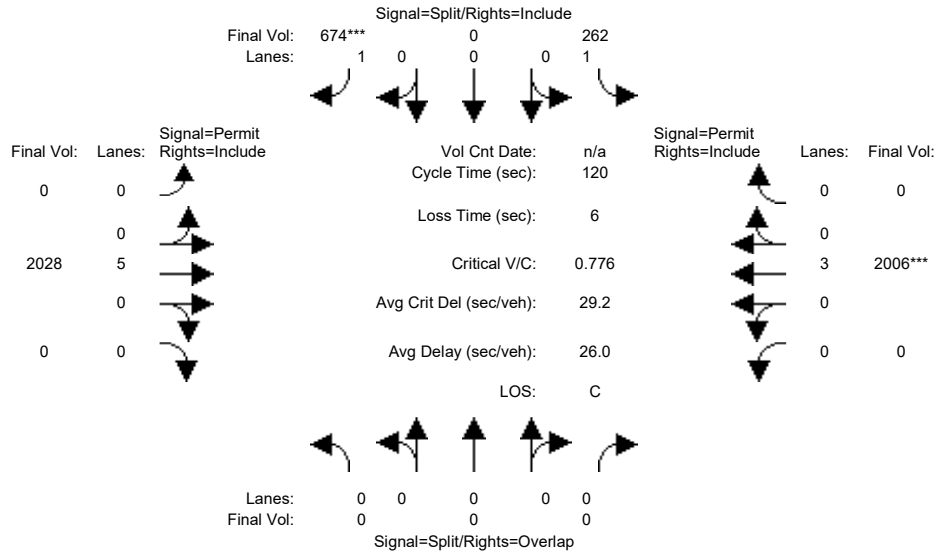 Signal=Split/Rights=Include
Final Vol: 674*** 0 262
Lanes: 1 0 0 0 1
Signal=Permit Signal=Permit
Final Vol: Lanes: Rights=Include Vol Cnt Date: n/a Rights=Include Lanes: Final Vol:
Cycle Time (sec): 120
0 0 0 0
Loss Time (sec): 6
0 0
2028 5 Critical V/C: 0.776 3 2006***
0 Avg Crit Del (sec/veh): 29.2 0
0 0 Avg Delay (sec/veh): 26.0 0 0
LOS: C
Lanes: 0 0 0 0 0
Final Vol: 0 0 0
Signal=Split/Rights=Overlap